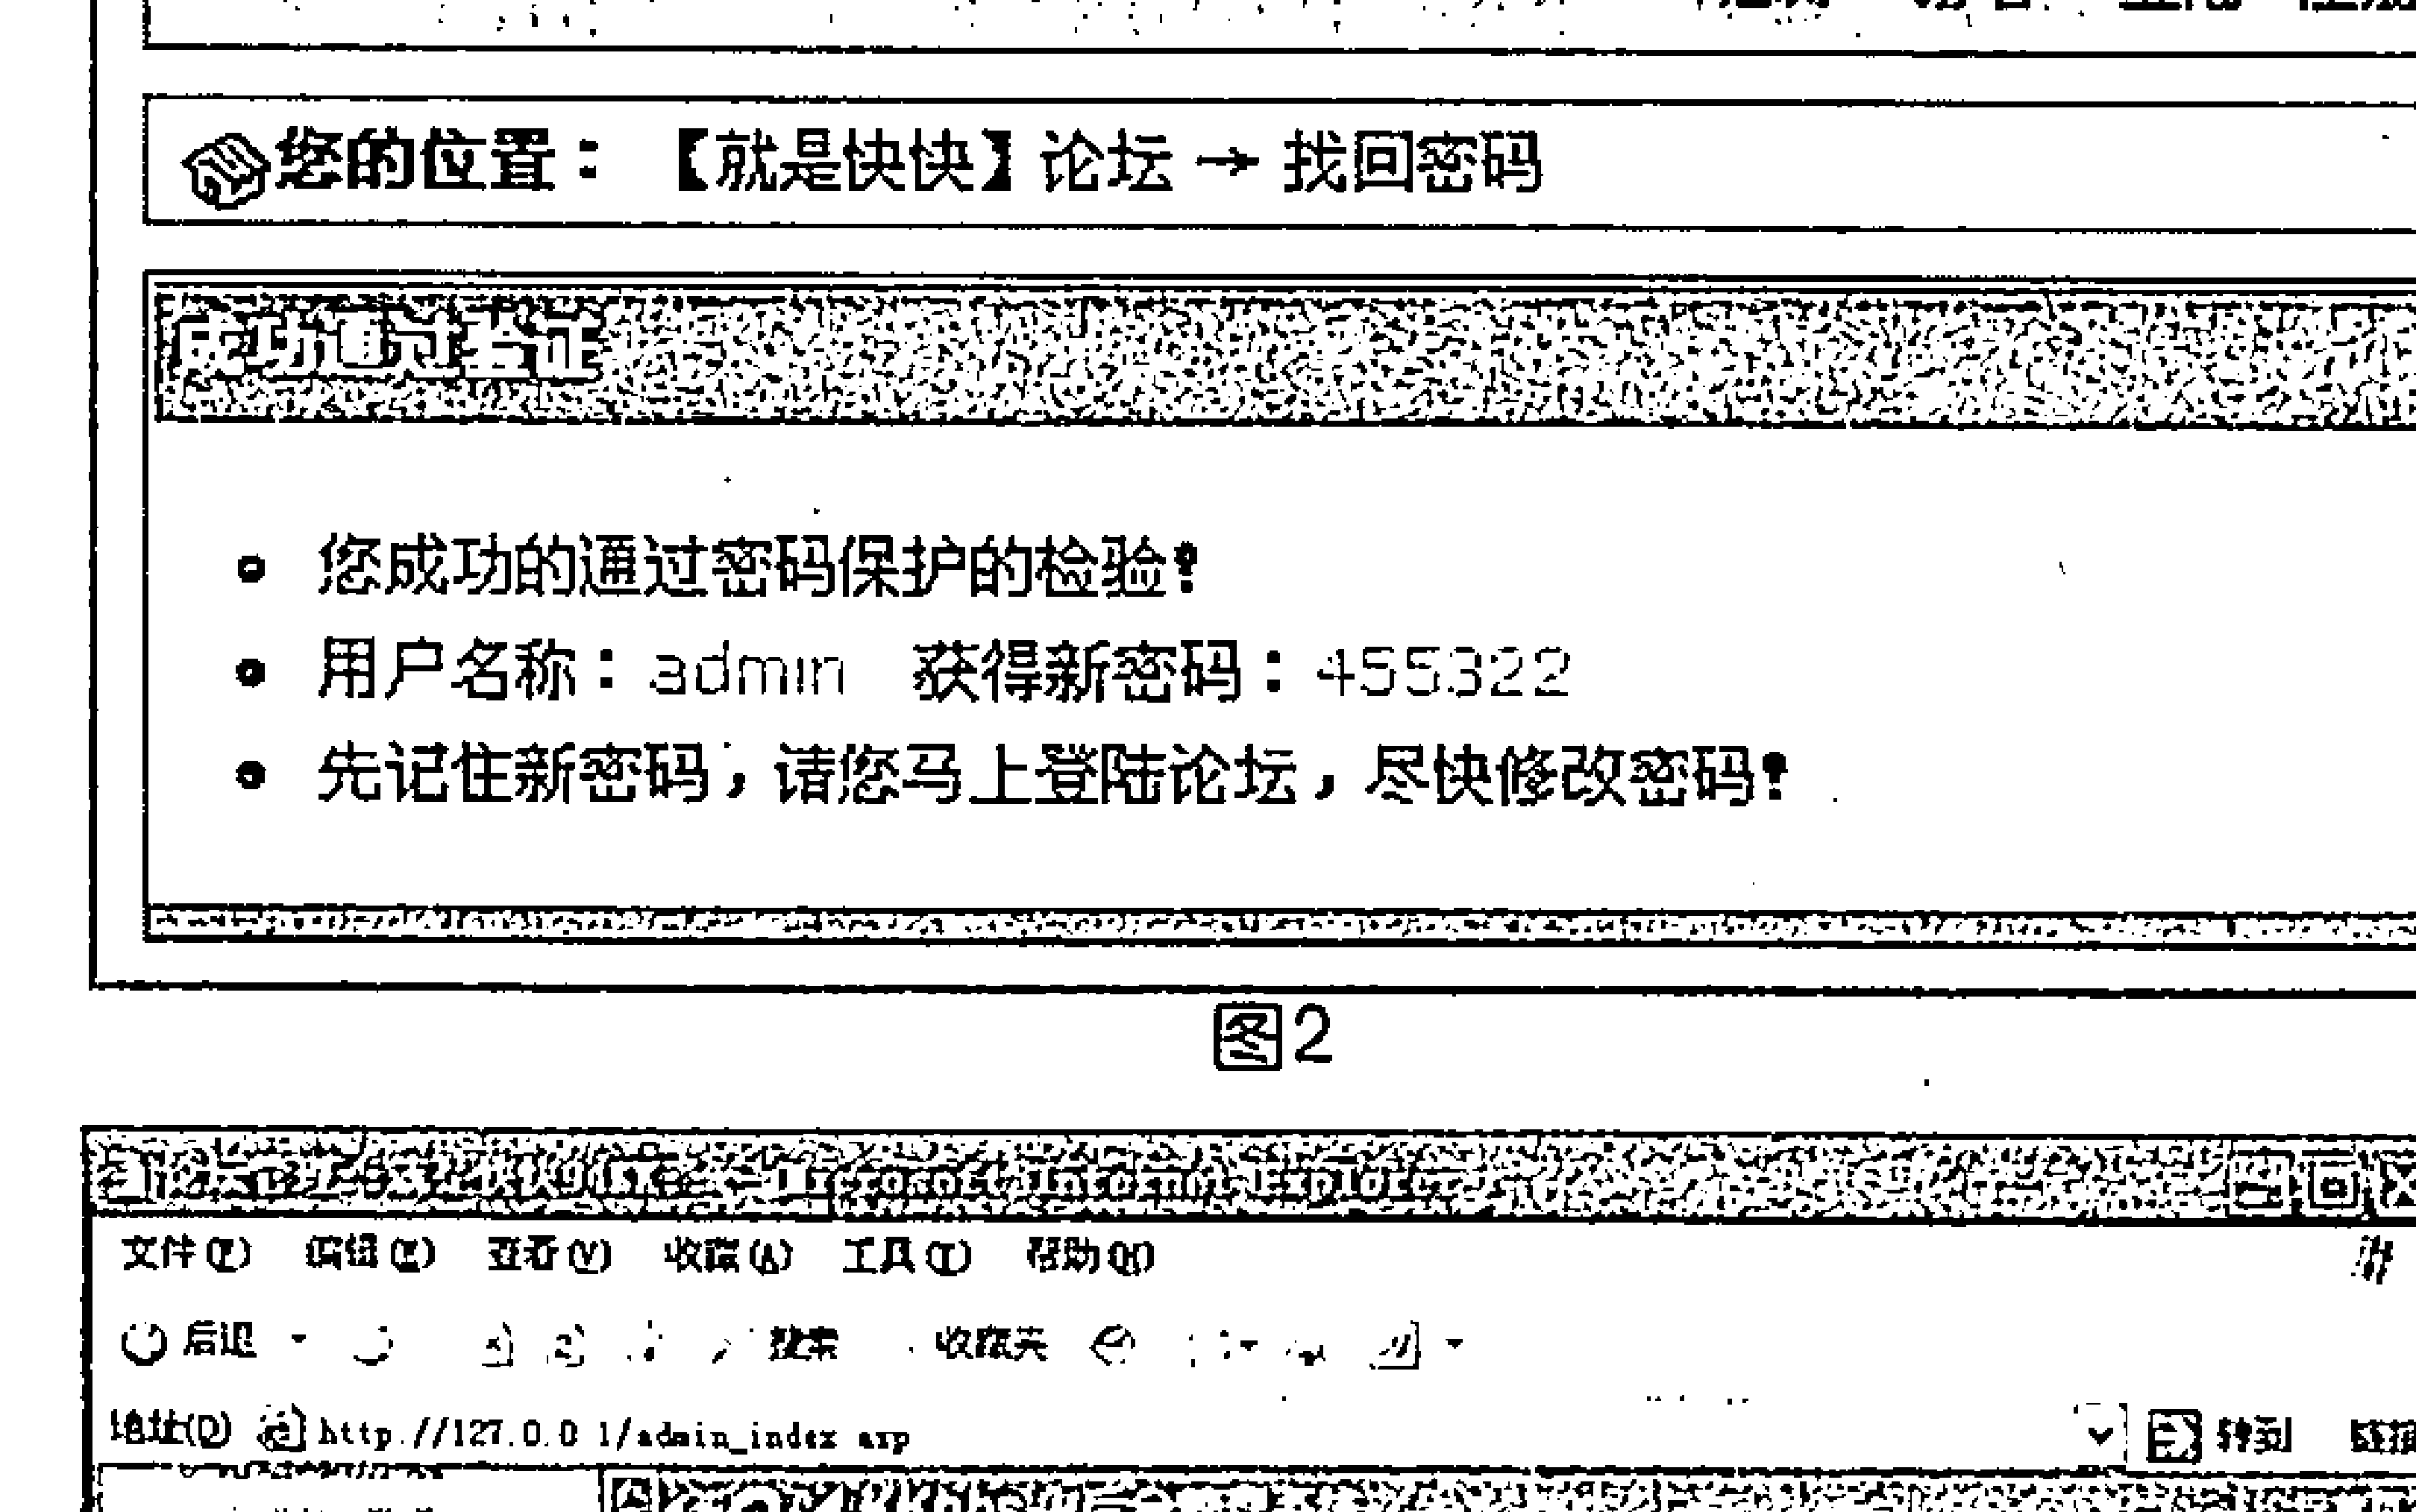 您的位置：【就是快快】论坛 → 找回密码
成功通过验证
您成功的通过密码保护的检验！
用户名称：admin 获得新密码：455322
先记住新密码，请您马上登陆论坛，尽快修改密码！
图2
Microsoft Internet Explorer
文件(F) 编辑(E) 查看(V) 收藏(A) 工具(T) 帮助(H)
后退 搜索 收藏夹
地址(D) http://127.0.0 1/admin_index asp 转到 链接